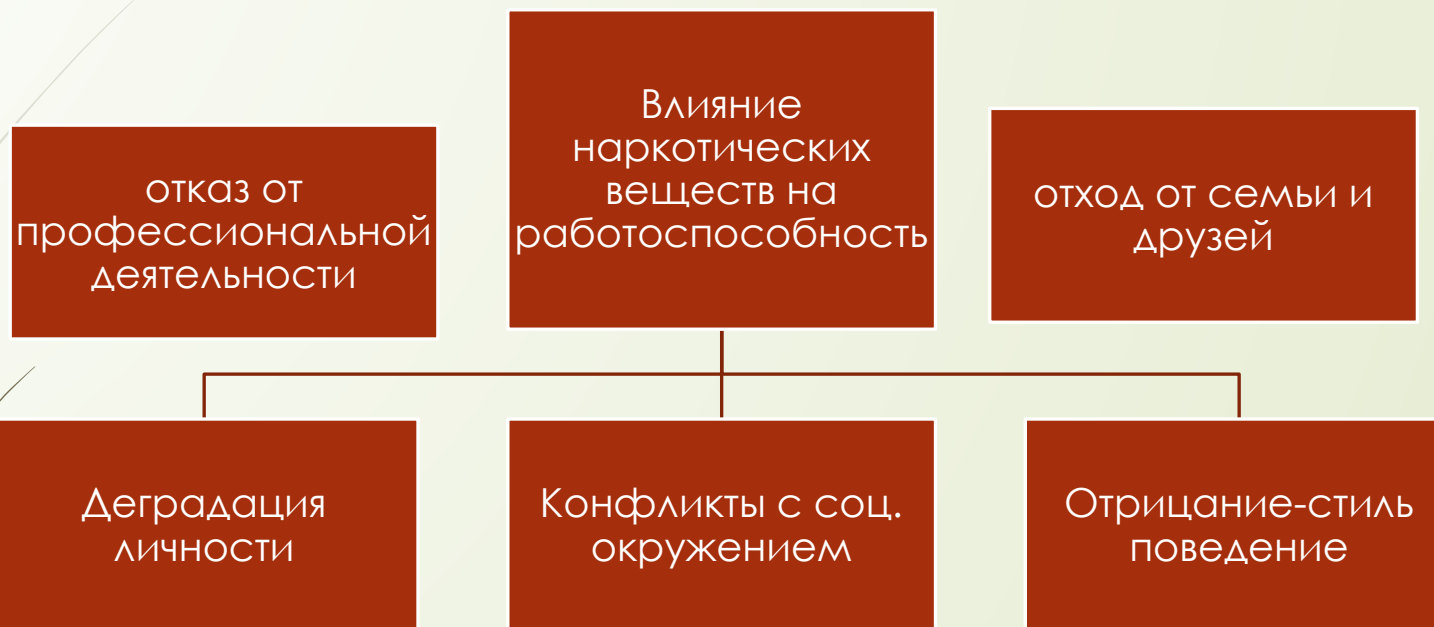 Влияние
наркотических
веществ на
работоспособность
отказ от
профессиональной
деятельности
отход от семьи и
друзей
Деградация
личности
Конфликты с соц.
окружением
Отрицание-стиль
поведение